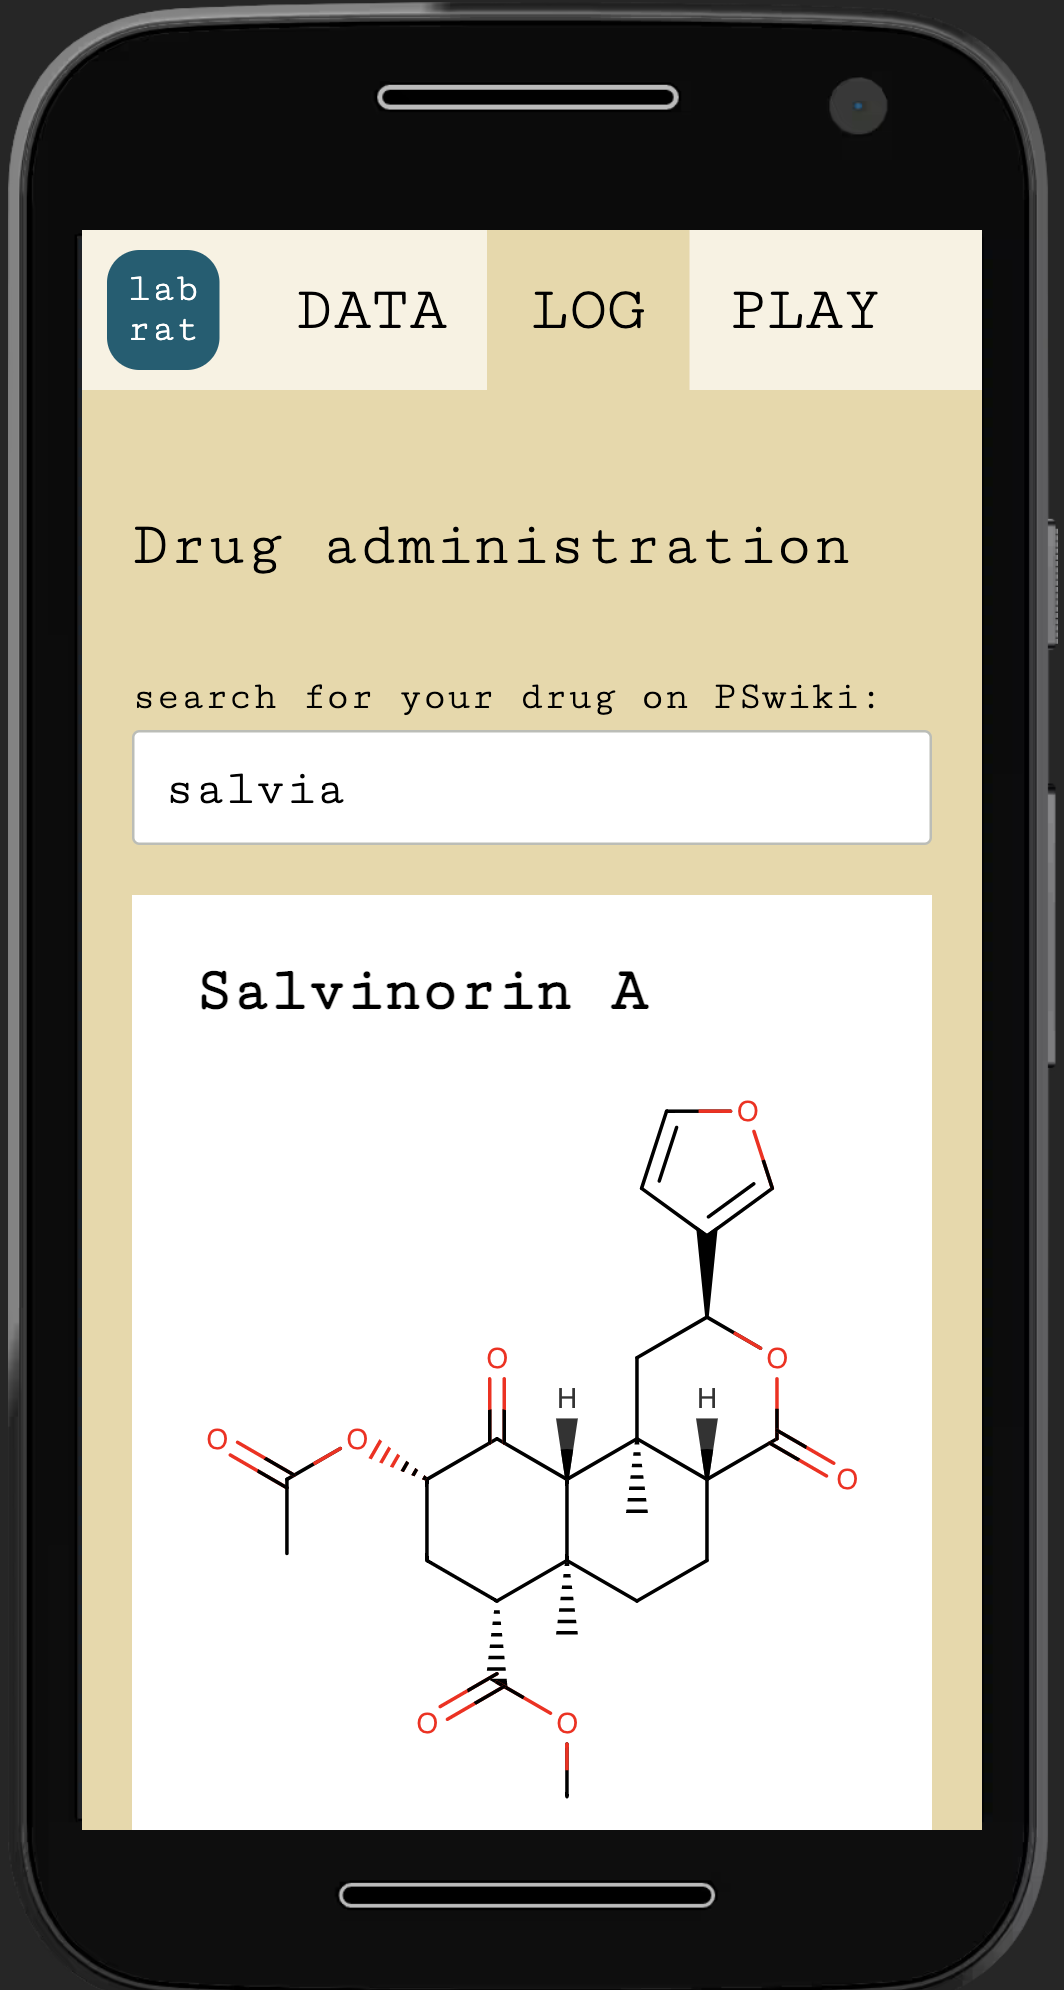 lab
rat
DATA LOG PLAY
Drug administration
search for your drug on PSwiki:
salvia
Salvinorin A
O
O
O
H
H
O
O
O
O
O
O